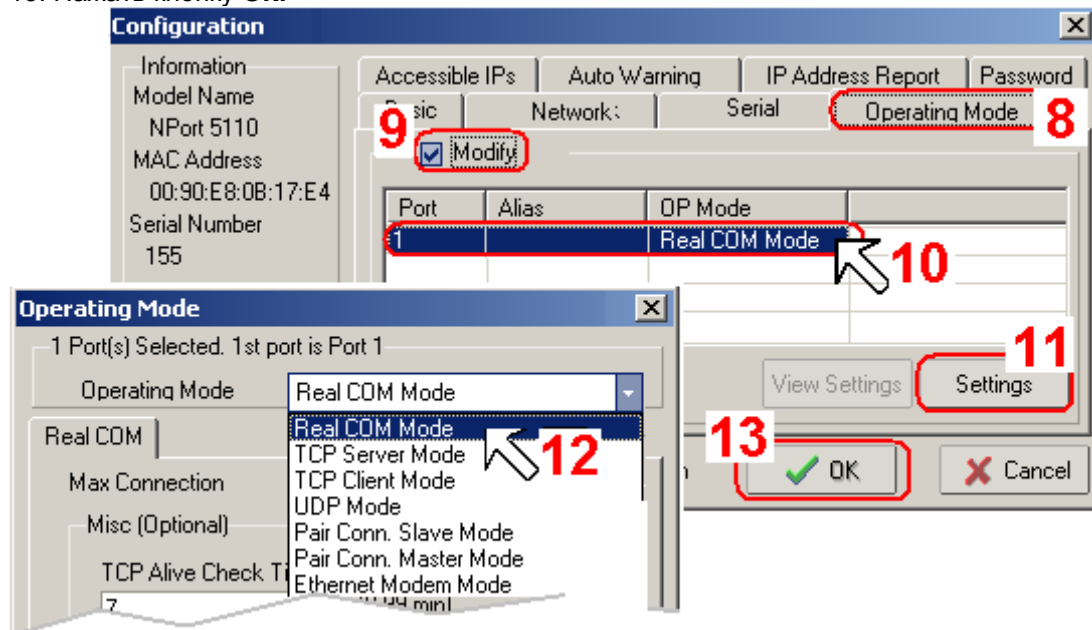 Configuration
Information
Model Name
NPort 5110
MAC Address
00:90:E8:0B:17:E4
Serial Number
155
Accessible IPs
Auto Warning
IP Address Report
Password
Network
Serial
Operating Mode
8
9
Modify
Port
Alias
OP Mode
1
Real COM Mode
10
11
View Settings
Settings
13
OK
Cancel
Operating Mode
1 Port(s) Selected. 1st port is Port 1
Operating Mode
Real COM Mode
Real COM
Real COM Mode
TCP Server Mode
TCP Client Mode
UDP Mode
Pair Conn. Slave Mode
Pair Conn. Master Mode
Ethernet Modem Mode
12
Max Connection
Misc (Optional)
TCP Alive Check
7